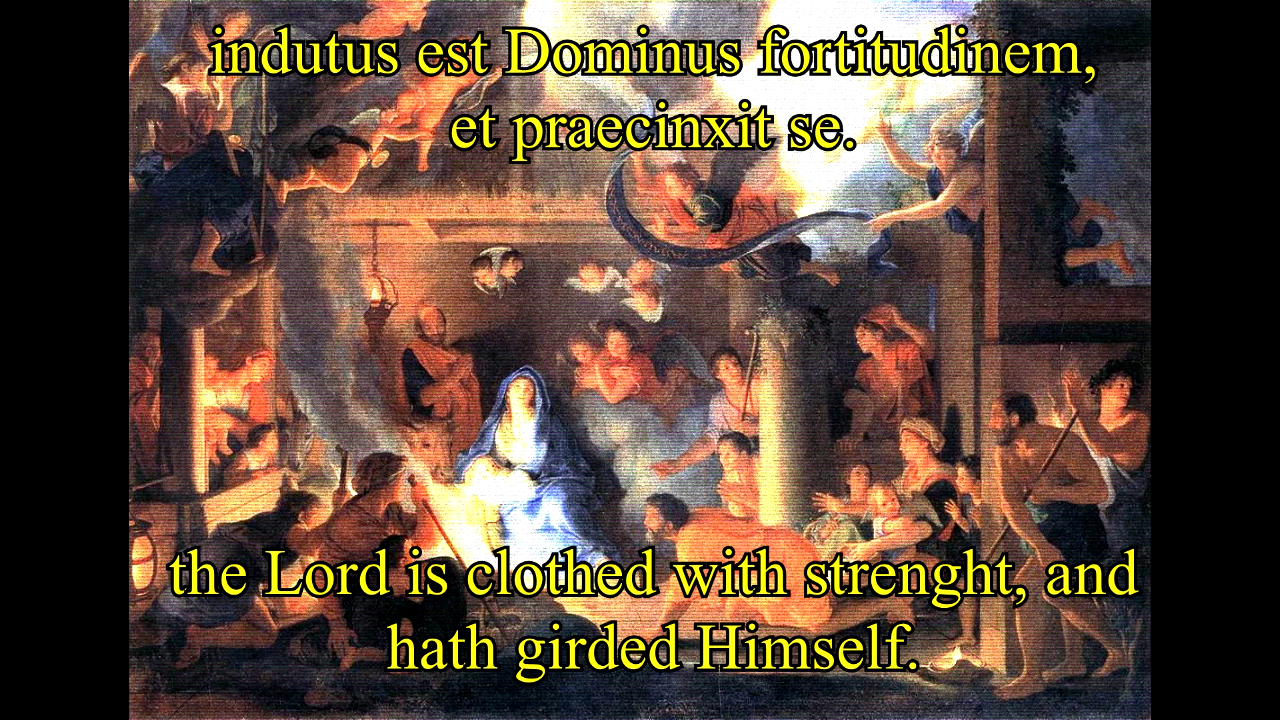 indutus est Dominus fortitudinem,
et praecinxit se.
the Lord is clothed with strenght, and
hath girded Himself.